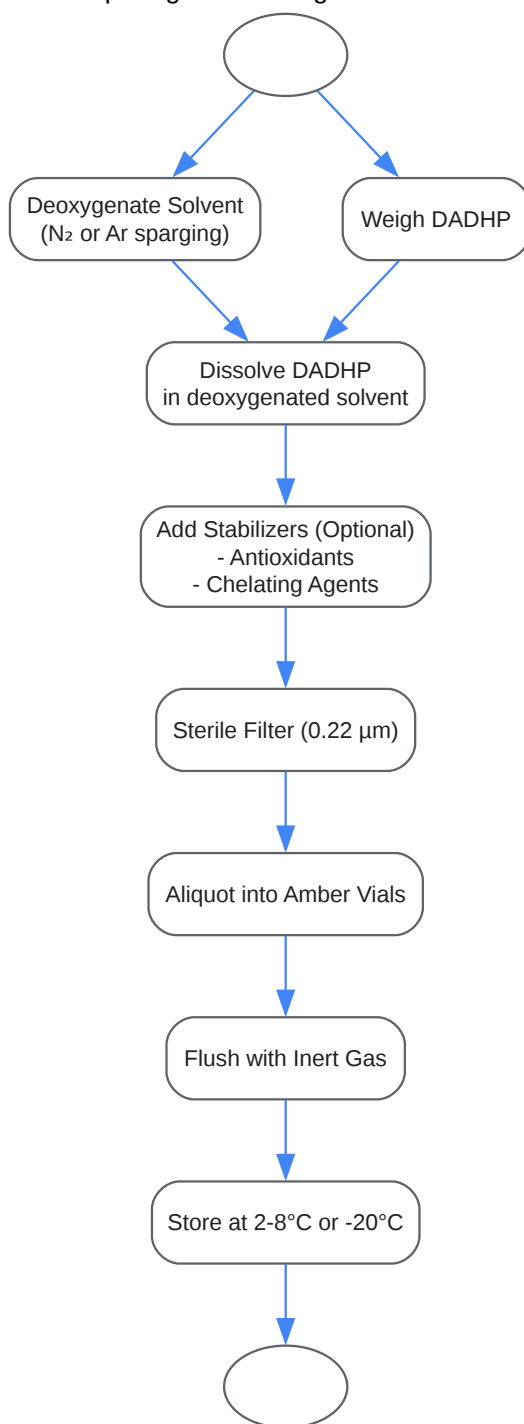 Deoxygenate Solvent
(N₂ or Ar sparging)
Weigh DADHP
Dissolve DADHP
in deoxygenated solvent
Add Stabilizers (Optional)
- Antioxidants
- Chelating Agents
Sterile Filter (0.22 µm)
Aliquot into Amber Vials
Flush with Inert Gas
Store at 2-8°C or -20°C